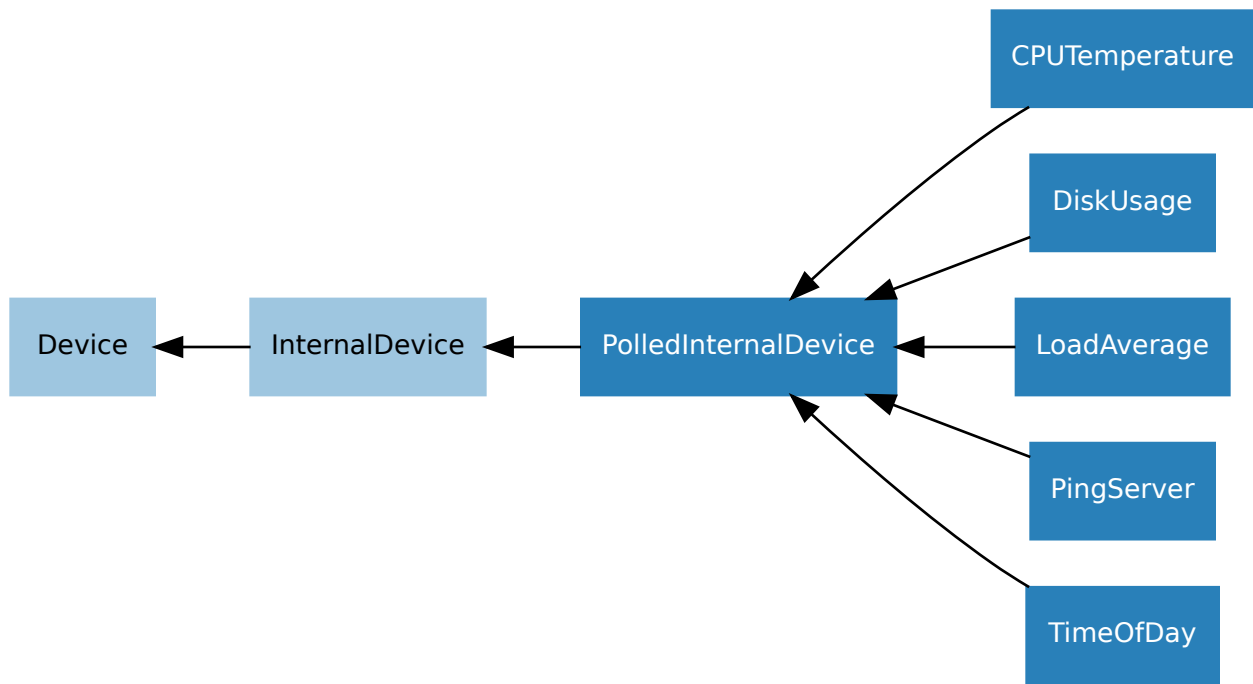 CPUTemperature
DiskUsage
Device
InternalDevice
PolledInternalDevice
LoadAverage
PingServer
TimeOfDay